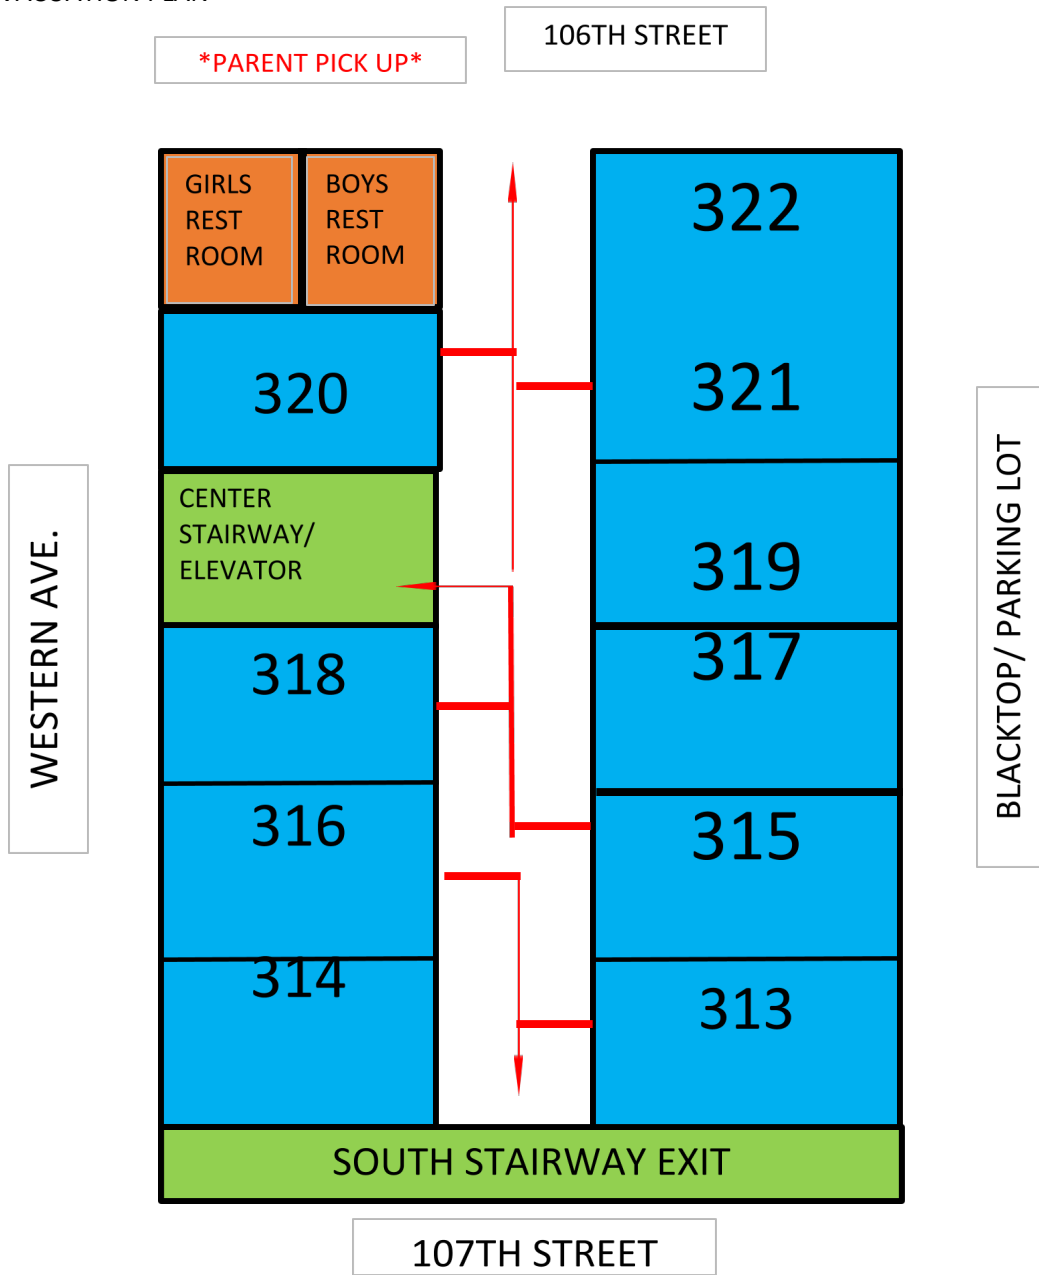 PLAN
106TH STREET
*PARENT PICK UP*
GIRLS
REST
ROOM
BOYS
REST
ROOM
322
320
321
CENTER
STAIRWAY/
ELEVATOR
319
318
317
316
315
314
313
WESTERN AVE.
BLACKTOP/ PARKING LOT
SOUTH STAIRWAY EXIT
107TH STREET